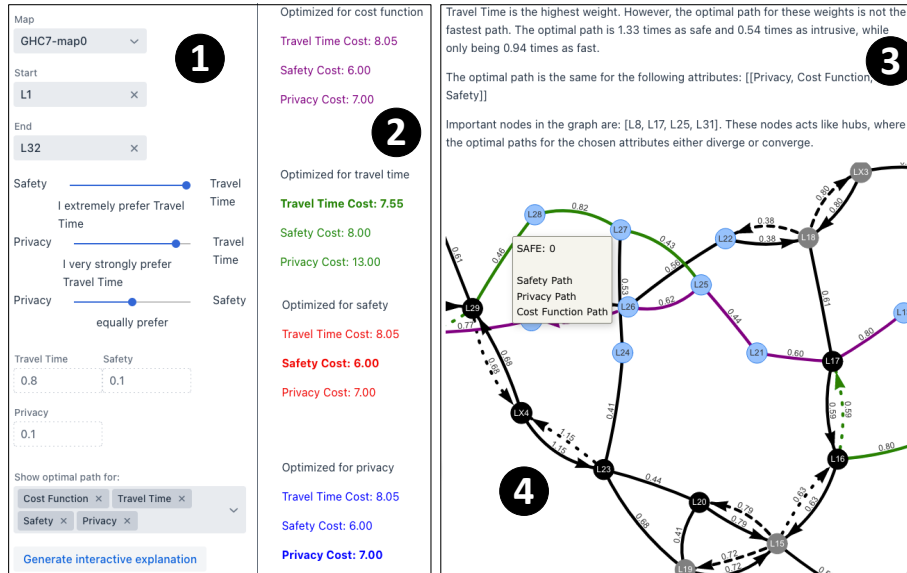 Map
GHC7-map0
Start
L1 ×
End
L32 ×
Safety
Travel
Time
I extremely prefer Travel
Time
Privacy
Travel
Time
I very strongly prefer
Travel Time
Privacy
Safety
equally prefer
Travel Time
Safety
0.8
0.1
Privacy
0.1
Show optimal path for:
Cost Function × Travel Time ×
Safety × Privacy ×
Generate interactive explanation
1
Optimized for cost function
Travel Time Cost: 8.05
Safety Cost: 6.00
Privacy Cost: 7.00
2
Optimized for travel time
Travel Time Cost: 7.55
Safety Cost: 8.00
Privacy Cost: 13.00
Optimized for safety
Travel Time Cost: 8.05
Safety Cost: 6.00
Privacy Cost: 7.00
Optimized for privacy
Travel Time Cost: 8.05
Safety Cost: 6.00
Privacy Cost: 7.00
Travel Time is the highest weight. However, the optimal path for these weights is not the
fastest path. The optimal path is 1.33 times as safe and 0.54 times as intrusive, while
only being 0.94 times as fast.
3
The optimal path is the same for the following attributes: [[Privacy, Cost Function,
Safety]]
Important nodes in the graph are: [L8, L17, L25, L31]. These nodes acts like hubs, where
the optimal paths for the chosen attributes either diverge or converge.
LX3
0.80
0.80
L28
0.82
L27
0.38
L22
0.38
L18
0.61
0.46
SAFE: 0
Safety Path
Privacy Path
Cost Function Path
0.43
0.56
L25
0.53
0.61
L29
0.77
L26
0.62
0.44
0.80
L24
L21
0.60
L17
0.68
0.68
0.41
0.59
0.59
LX4
1.15
1.15
L16
0.80
L23
0.44
4
L20
0.79
0.79
0.63
0.63
0.68
0.41
L15
0.72
0.72
L19